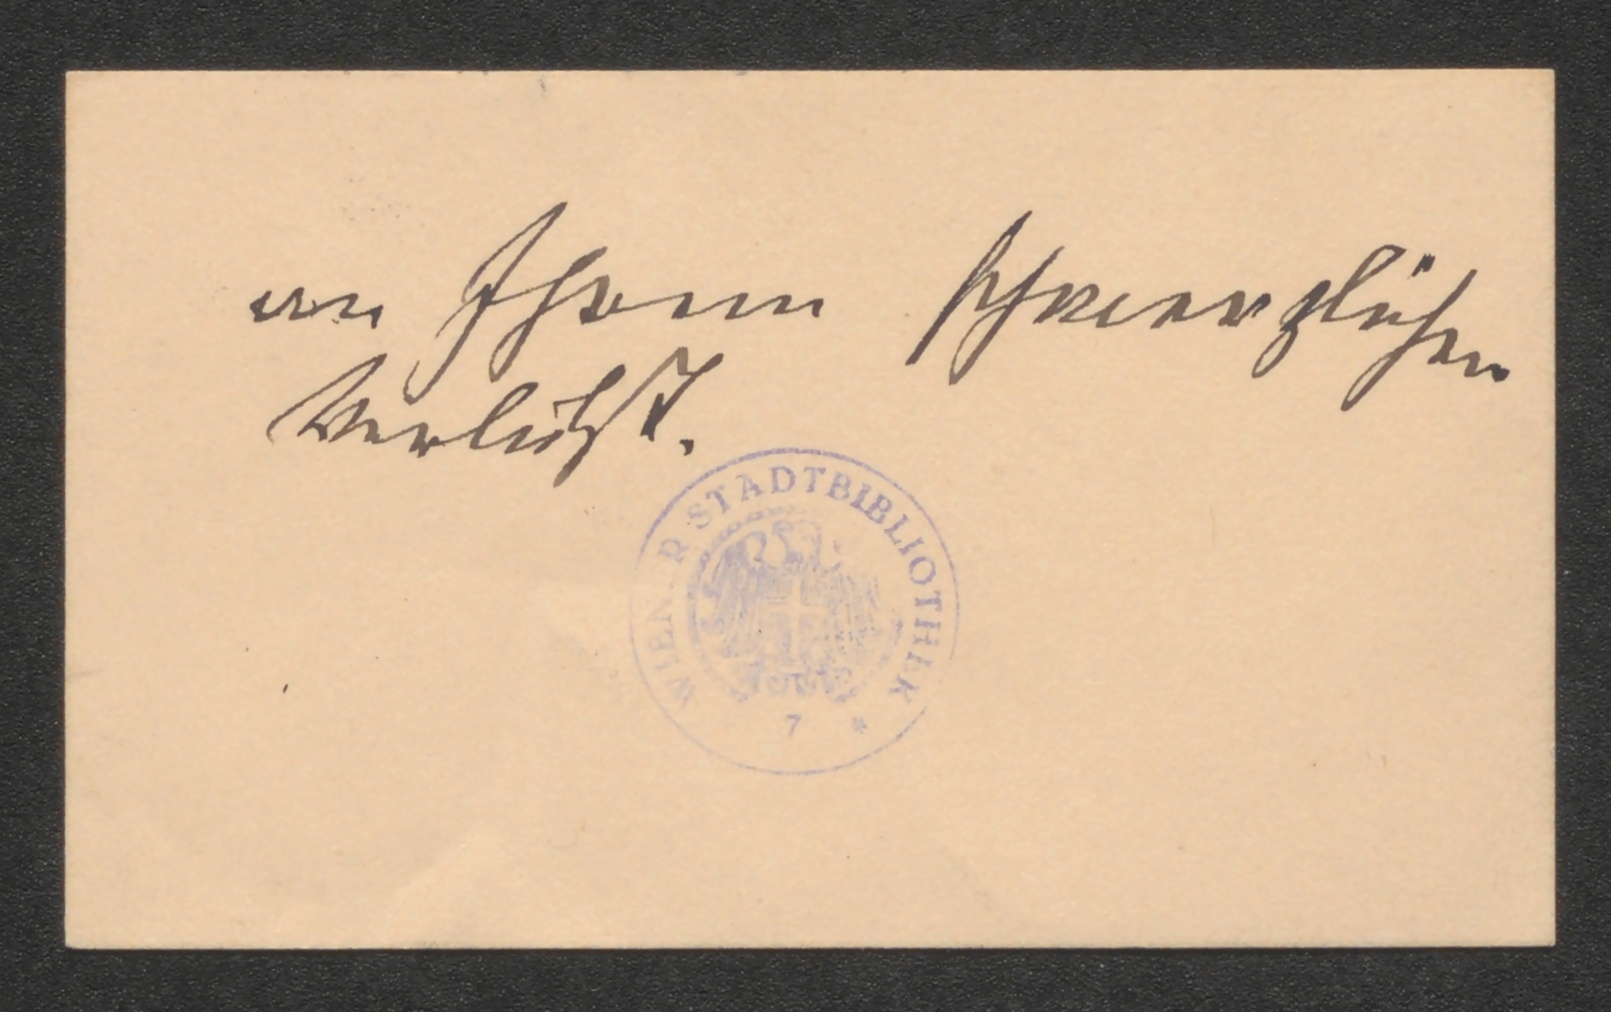 an Ihrem schmerzlichen
Verlust.
WIENER STADTBIBLIOTHEK
7 *